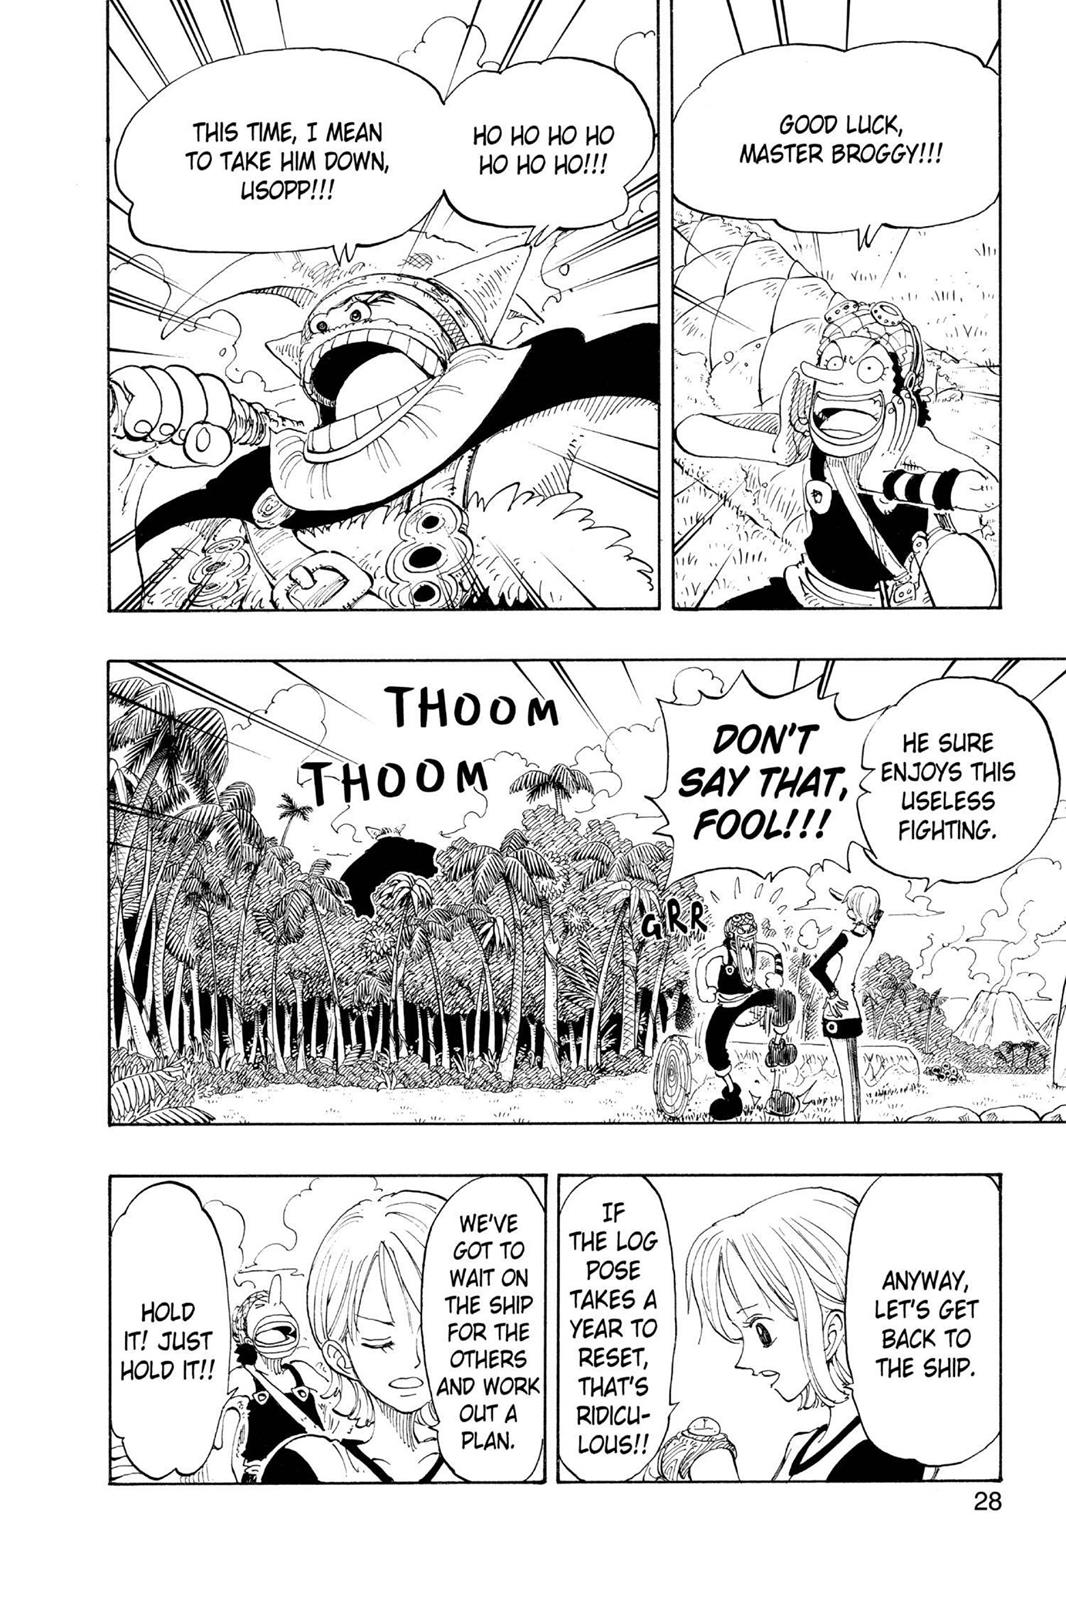 GOOD LUCK,
MASTER BROGGY!!!
HO HO HO HO
HO HO HO!!!
THIS TIME, I MEAN
TO TAKE HIM DOWN,
USOPP!!!
HE SURE
ENJOYS THIS
USELESS
FIGHTING.
DON'T
SAY THAT,
FOOL!!!
GRR
THOOM
THOOM
ANYWAY,
LET'S GET
BACK TO
THE SHIP.
IF
THE LOG
POSE
TAKES A
YEAR TO
RESET,
THAT'S
RIDICU-
LOUS!!
WE'VE
GOT TO
WAIT ON
THE SHIP
FOR THE
OTHERS
AND WORK
OUT A
PLAN.
HOLD
IT! JUST
HOLD IT!!
28